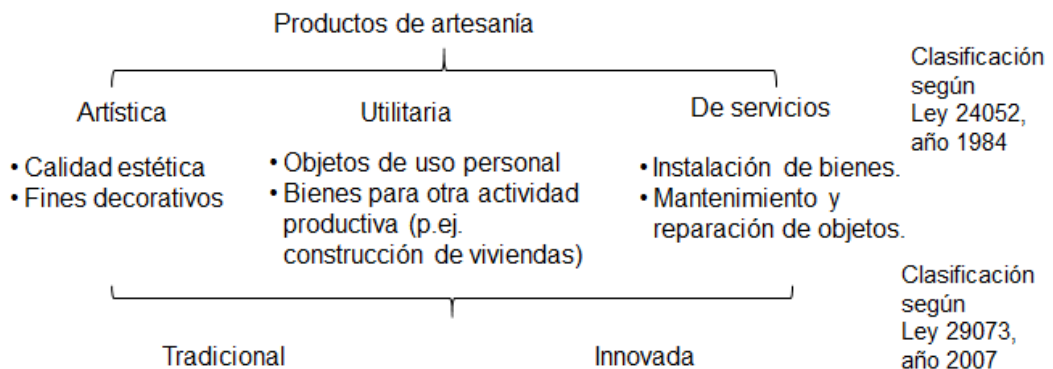 Productos de artesanía
Clasificación
según
Ley 24052,
año 1984
Artística
Utilitaria
De servicios
• Calidad estética
• Fines decorativos
• Objetos de uso personal
• Bienes para otra actividad
productiva (p.ej.
construcción de viviendas)
• Instalación de bienes.
• Mantenimiento y
reparación de objetos.
Clasificación
según
Ley 29073,
año 2007
Tradicional
Innovada